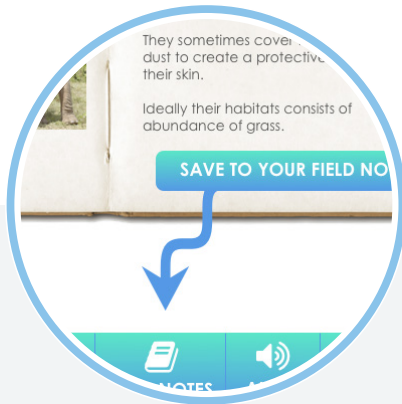 They sometimes cover
dust to create a protective
their skin.
Ideally their habitats consists of
abundance of grass.
SAVE TO YOUR FIELD NO
NOTES